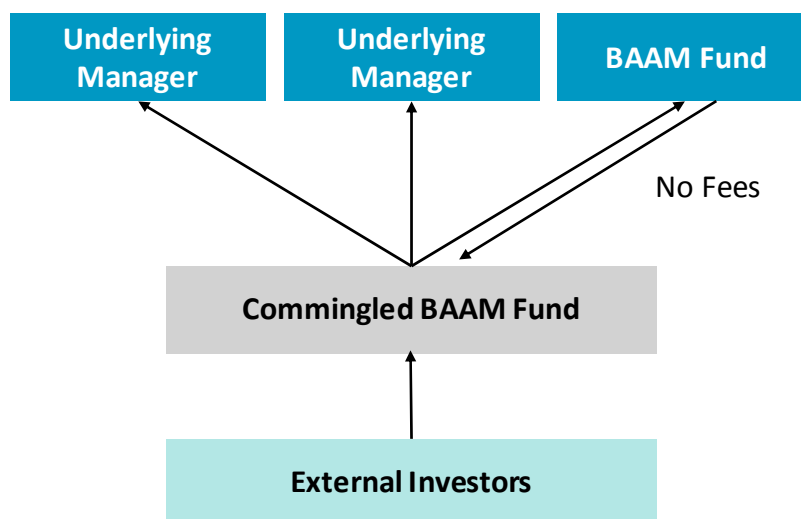 Underlying
Manager
Underlying
Manager
BAAM Fund
No Fees
Commingled BAAM Fund
External Investors